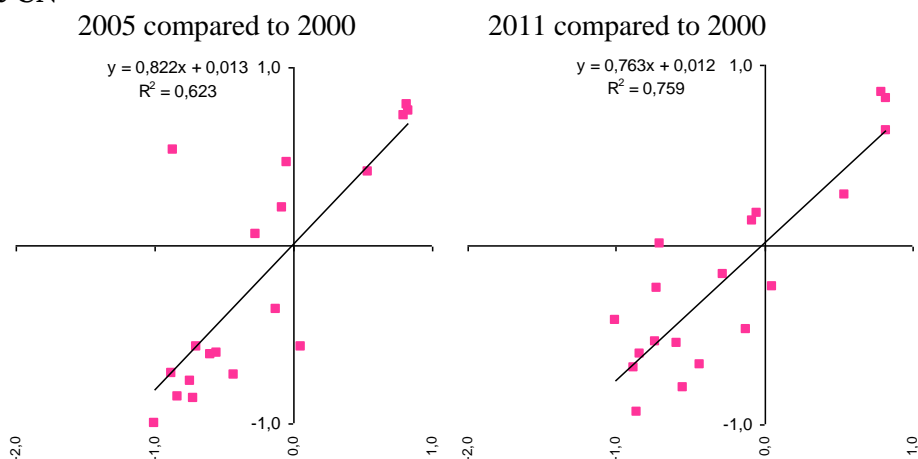 2005 compared to 2000
y = 0,822x + 0,013
R² = 0,623
1,0
-1,0
-2,0
-1,0
0,0
1,0
2011 compared to 2000
y = 0,763x + 0,012
R² = 0,759
1,0
-1,0
-2,0
-1,0
0,0
1,0